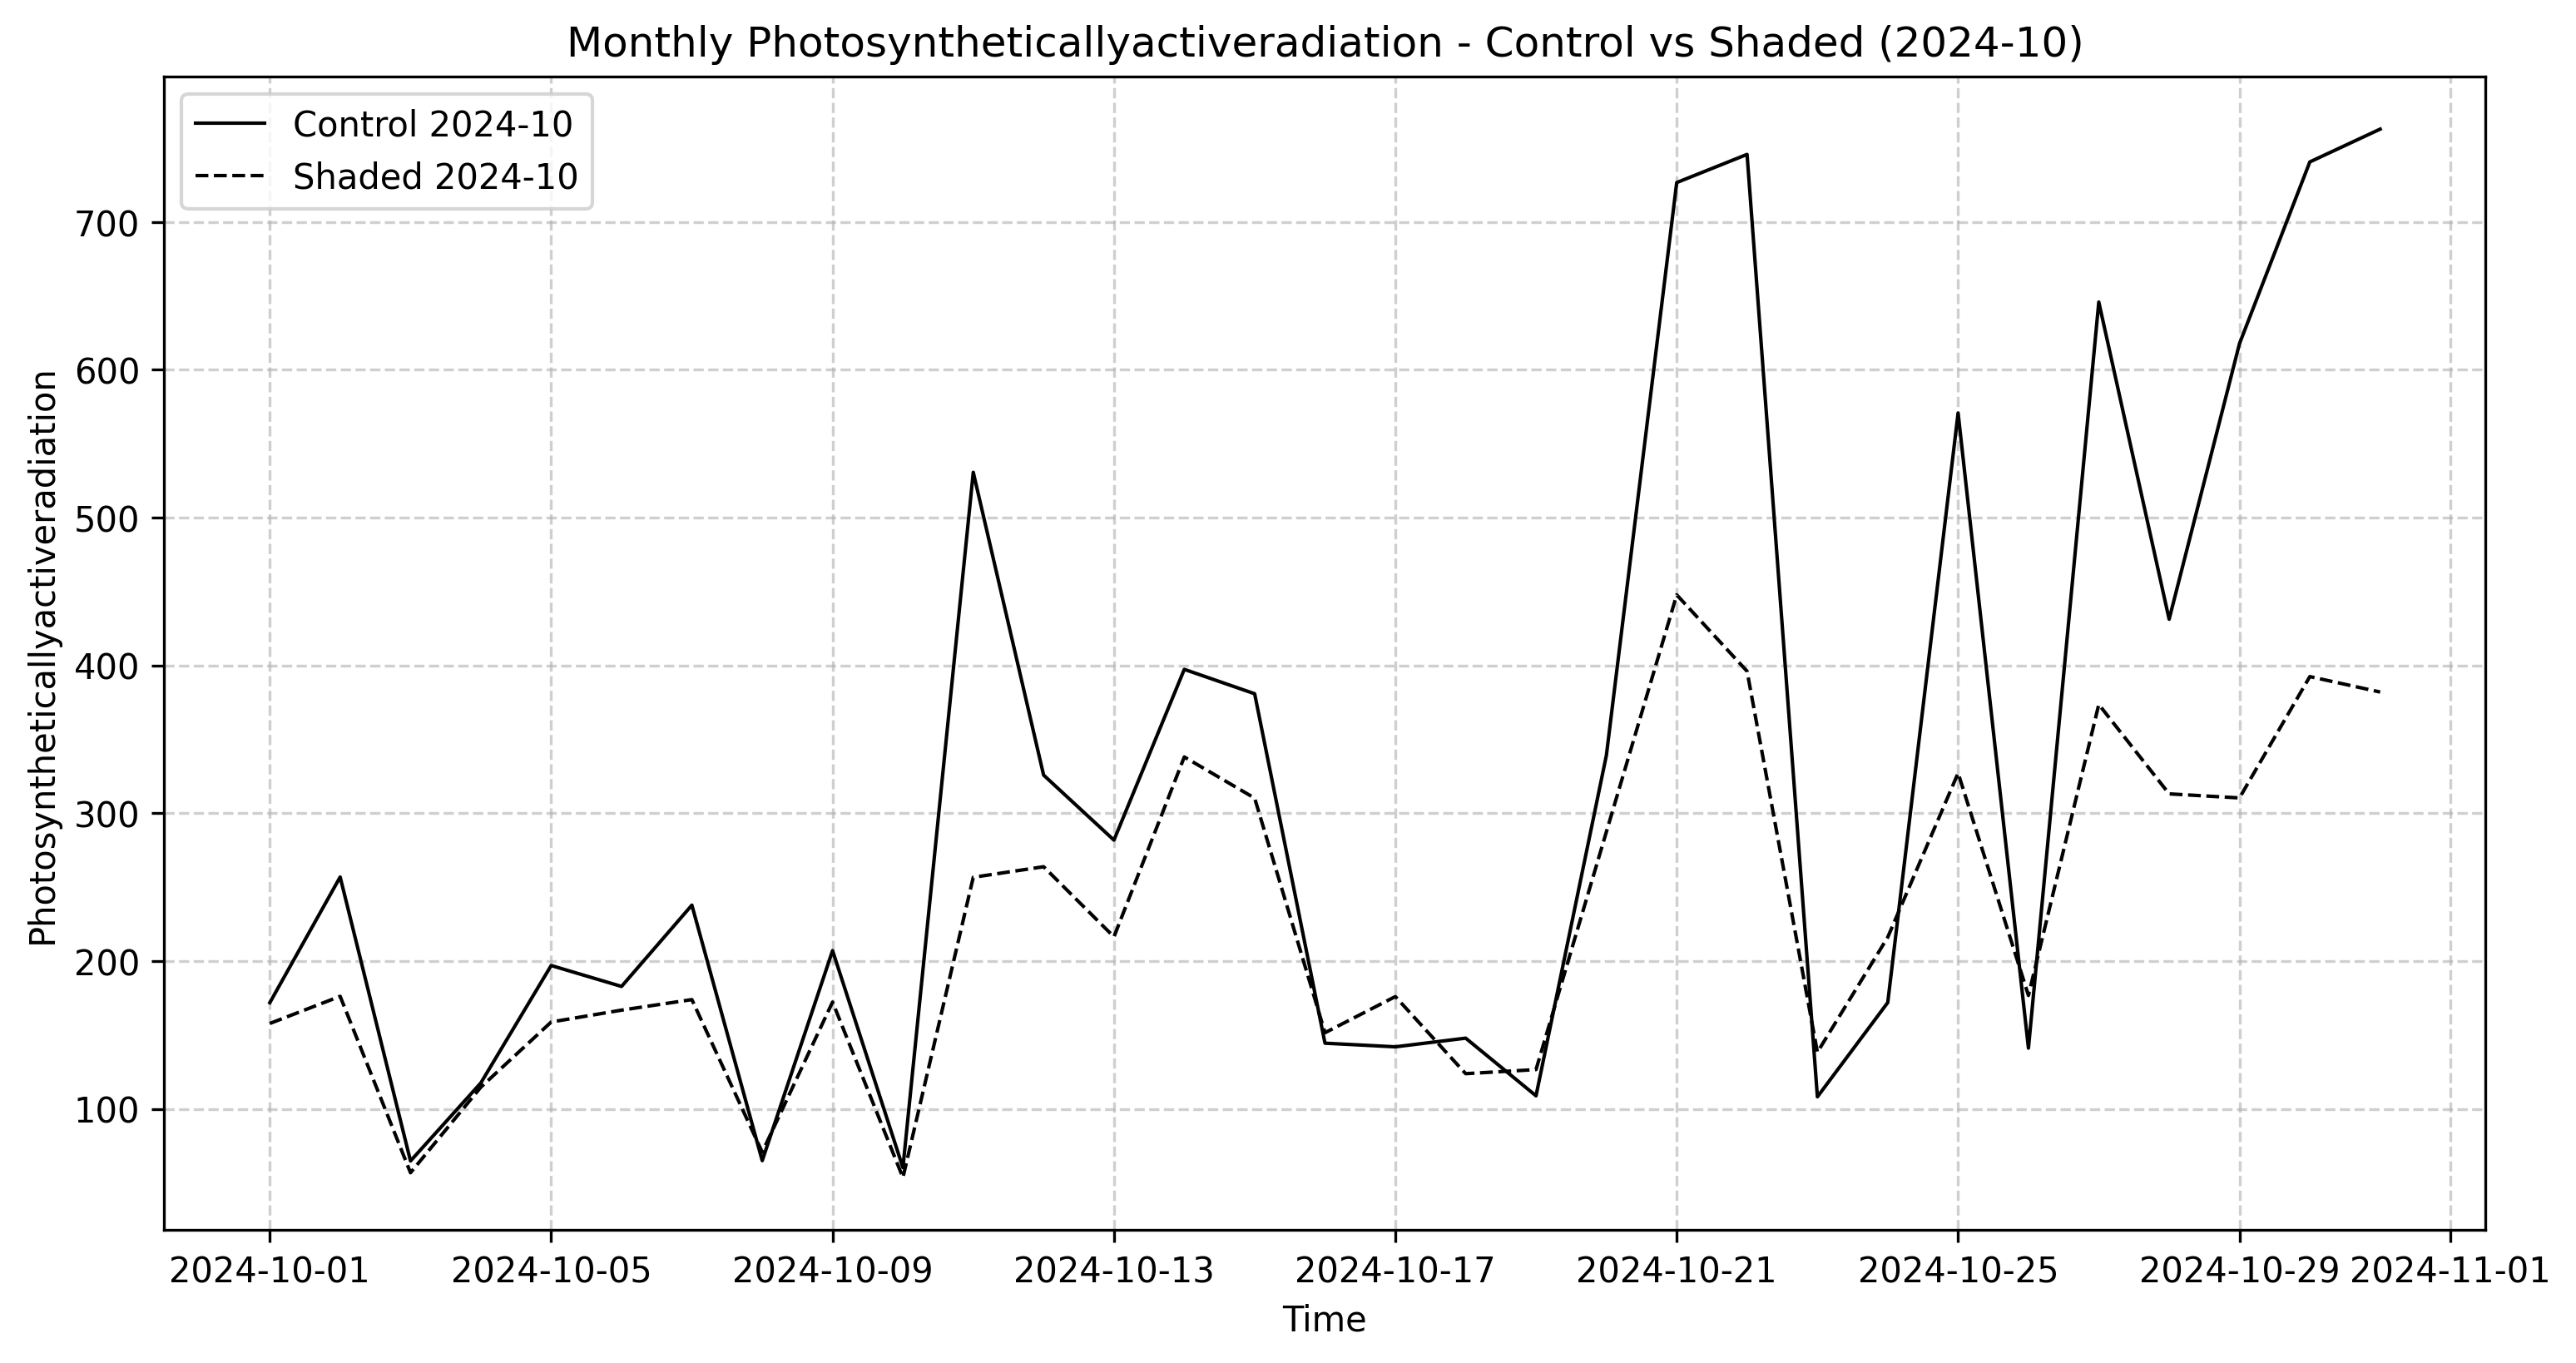 Monthly Photosyntheticallyactiveradiation - Control vs Shaded (2024-10)
Control 2024-10
Shaded 2024-10
Photosyntheticallyactiveradiation
700
600
500
400
300
200
100
2024-10-01 2024-10-05 2024-10-09 2024-10-13 2024-10-17 2024-10-21 2024-10-25 2024-10-29 2024-11-01
Time